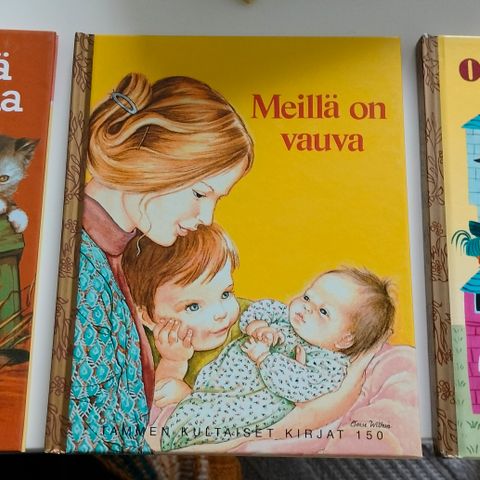 ä
a
Meillä on
vauva
TAMMEN KULTAISET KIRJAT 150
Eloise Wilkin
O